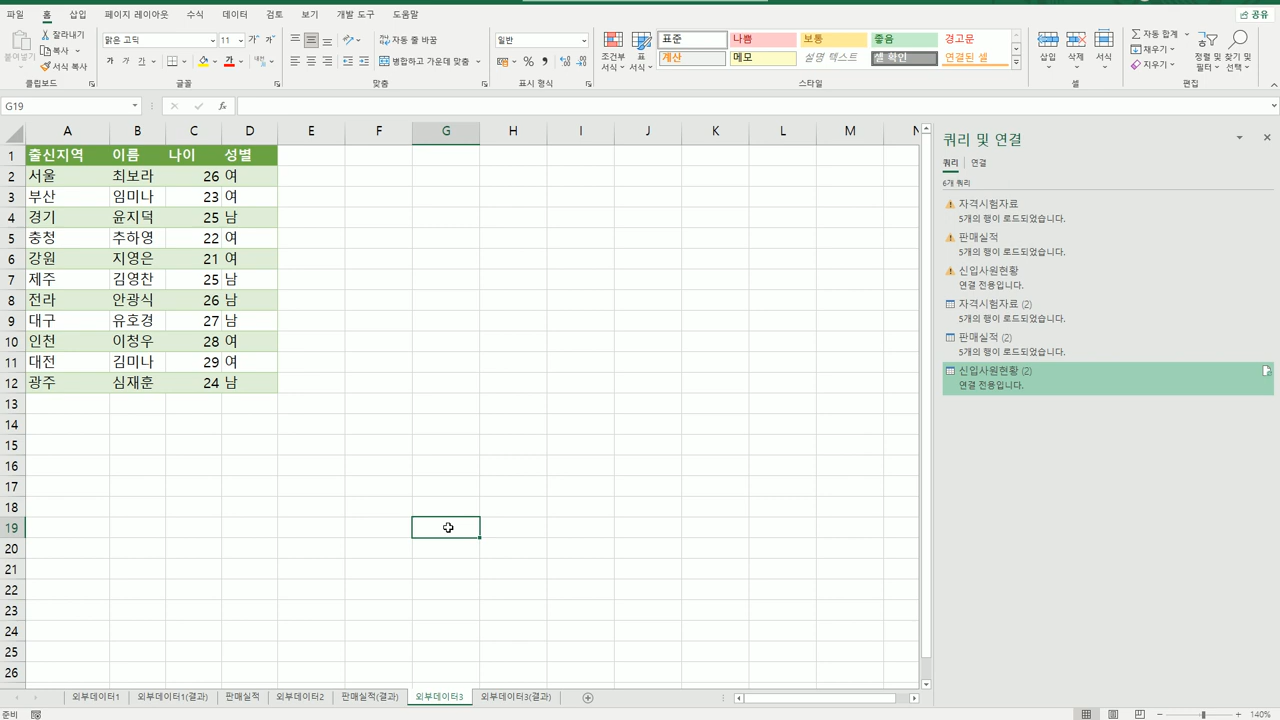 파일 홈 삽입 페이지 레이아웃 수식 데이터 검토 보기 개발 도구 도움말 공유
붙여넣기 잘라내기 맑은 고딕 11 가 가 자동 줄 바꿈 일반 조건부 서식 표 서식 표준 나쁨 보통 좋음 경고문 삽입 삭제 서식 자동 합계 정렬 및 필터 찾기 및 선택
복사 채우기
서식 복사 가 가 가 가 병합하고 가운데 맞춤 % 계산 메모 설명 텍스트 셀 확인 연결된 셀 지우기
클립보드 글꼴 맞춤 표시 형식 스타일 셀 편집
G19 fx
A B C D E F G H I J K L M N
1 출신지역 이름 나이 성별
2 서울 최보라 26 여
3 부산 임미나 23 여
4 경기 윤지덕 25 남
5 충청 추하영 22 여
6 강원 지영은 21 여
7 제주 김영찬 25 남
8 전라 안광식 26 남
9 대구 유호경 27 남
10 인천 이청우 28 여
11 대전 김미나 29 여
12 광주 심재훈 24 남
13
14
15
16
17
18
19
20
21
22
23
24
25
26
쿼리 및 연결
쿼리 연결
6개 쿼리
자격시험자료
5개의 행이 로드되었습니다.
판매실적
5개의 행이 로드되었습니다.
신입사원현황
연결 전용입니다.
자격시험자료 (2)
5개의 행이 로드되었습니다.
판매실적 (2)
5개의 행이 로드되었습니다.
신입사원현황 (2)
연결 전용입니다.
외부데이터1 외부데이터1(결과) 판매실적 외부데이터2 판매실적(결과) 외부데이터3 외부데이터3(결과)
준비 140%